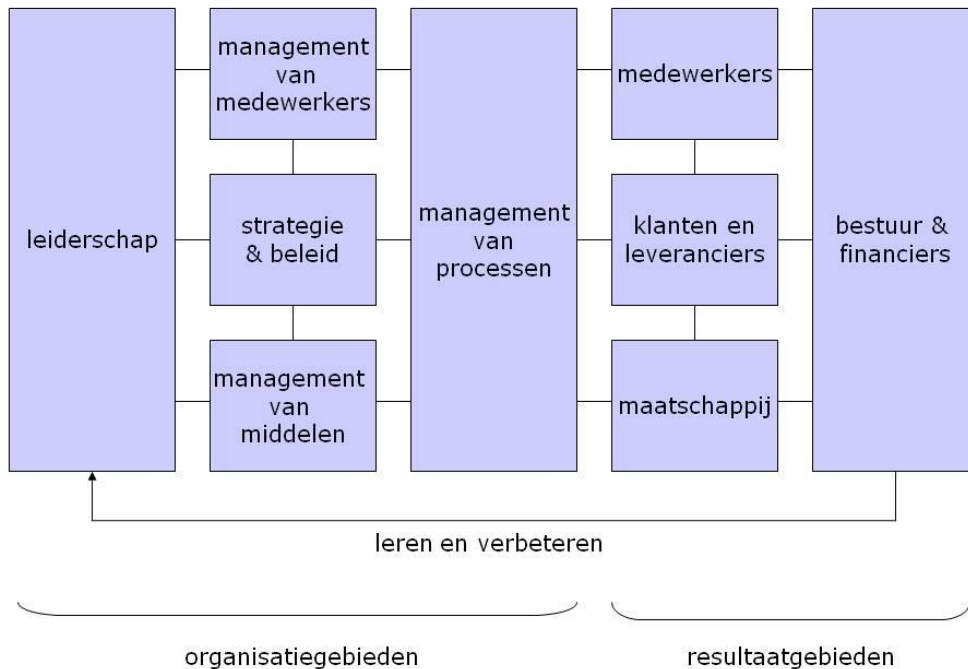 leiderschap
management
van
medewerkers
strategie
& beleid
management
van
middelen
management
van
processen
medewerkers
klanten en
leveranciers
maatschappij
bestuur &
financiers
leren en verbeteren
organisatiegebieden
resultaatgebieden